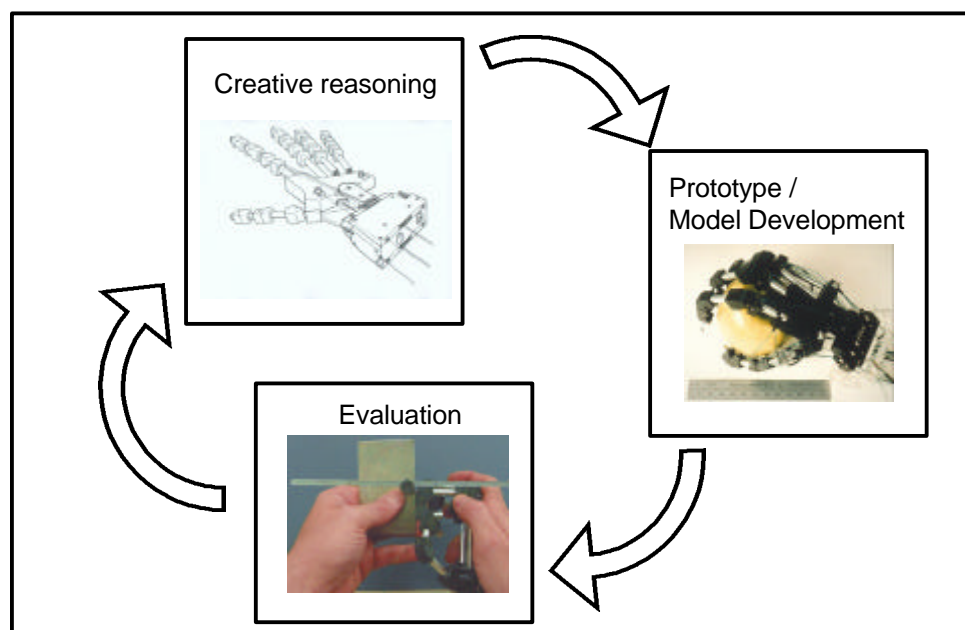 Creative reasoning
Prototype /
Model Development
Evaluation